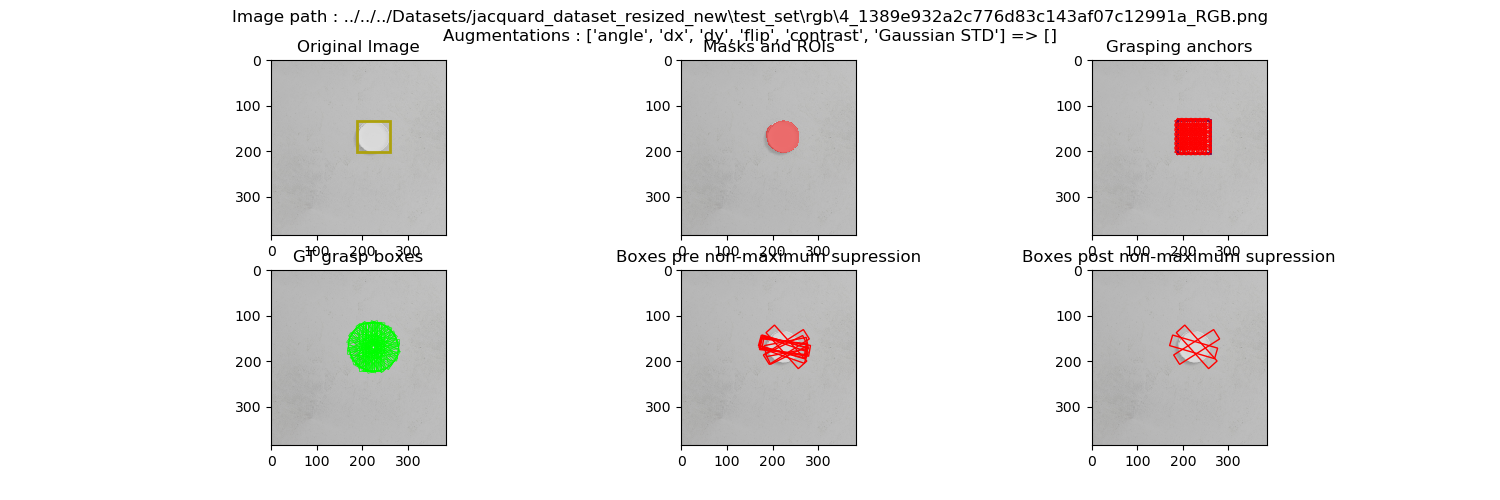 Image path : ../../../Datasets/jacquard_dataset_resized_new\test_set\rgb\4_1389e932a2c776d83c143af07c12991a_RGB.png
Augmentations : ['angle', 'dx', 'dy', 'flip', 'contrast', 'Gaussian STD'] => []
Original Image
Masks and ROIs
Grasping anchors
0
100
200
300
0 100 200 300
0
100
200
300
0 100 200 300
0
100
200
300
0 100 200 300
GT grasp boxes
Boxes pre non-maximum supression
Boxes post non-maximum supression
0
100
200
300
0 100 200 300
0
100
200
300
0 100 200 300
0
100
200
300
0 100 200 300